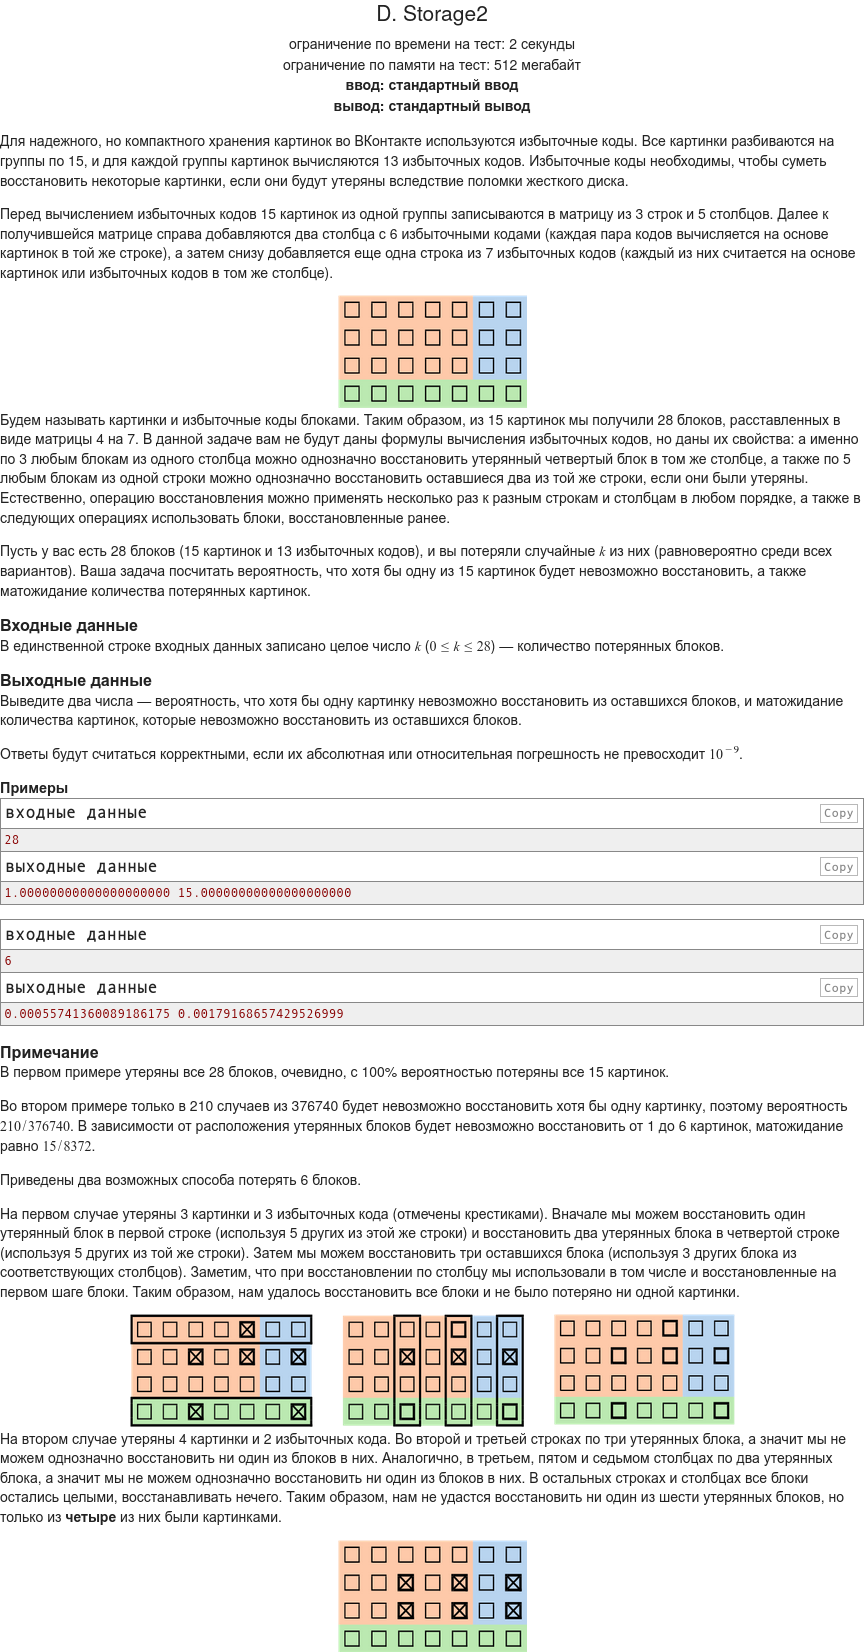 D. Storage2
ограничение по времени на тест: 2 секунды
ограничение по памяти на тест: 512 мегабайт
ввод: стандартный ввод
вывод: стандартный вывод
Для надежного, но компактного хранения картинок во ВКонтакте используются избыточные коды. Все картинки разбиваются на
группы по 15, и для каждой группы картинок вычисляются 13 избыточных кодов. Избыточные коды необходимы, чтобы суметь
восстановить некоторые картинки, если они будут утеряны вследствие поломки жесткого диска.
Перед вычислением избыточных кодов 15 картинок из одной группы записываются в матрицу из 3 строк и 5 столбцов. Далее к
получившейся матрице справа добавляются два столбца с 6 избыточными кодами (каждая пара кодов вычисляется на основе
картинок в той же строке), а затем снизу добавляется еще одна строка из 7 избыточных кодов (каждый из них считается на основе
картинок или избыточных кодов в том же столбце).
Будем называть картинки и избыточные коды блоками. Таким образом, из 15 картинок мы получили 28 блоков, расставленных в
виде матрицы 4 на 7. В данной задаче вам не будут даны формулы вычисления избыточных кодов, но даны их свойства: а именно
по 3 любым блокам из одного столбца можно однозначно восстановить утерянный четвертый блок в том же столбце, а также по 5
любым блокам из одной строки можно однозначно восстановить оставшиеся два из той же строки, если они были утеряны.
Естественно, операцию восстановления можно применять несколько раз к разным строкам и столбцам в любом порядке, а также в
следующих операциях использовать блоки, восстановленные ранее.
Пусть у вас есть 28 блоков (15 картинок и 13 избыточных кодов), и вы потеряли случайные k из них (равновероятно среди всех
вариантов). Ваша задача посчитать вероятность, что хотя бы одну из 15 картинок будет невозможно восстановить, а также
матожидание количества потерянных картинок.
Входные данные
В единственной строке входных данных записано целое число k (0 ≤ k ≤ 28) — количество потерянных блоков.
Выходные данные
Выведите два числа — вероятность, что хотя бы одну картинку невозможно восстановить из оставшихся блоков, и матожидание
количества картинок, которые невозможно восстановить из оставшихся блоков.
Ответы будут считаться корректными, если их абсолютная или относительная погрешность не превосходит 10⁻⁹.
Примеры
входные данные Copy
28
выходные данные Copy
1.00000000000000000000 15.00000000000000000000
входные данные Copy
6
выходные данные Copy
0.00055741360089186175 0.00179168657429526999
Примечание
В первом примере утеряны все 28 блоков, очевидно, с 100% вероятностью потеряны все 15 картинок.
Во втором примере только в 210 случаев из 376740 будет невозможно восстановить хотя бы одну картинку, поэтому вероятность
210/376740. В зависимости от расположения утерянных блоков будет невозможно восстановить от 1 до 6 картинок, матожидание
равно 15/8372.
Приведены два возможных способа потерять 6 блоков.
На первом случае утеряны 3 картинки и 3 избыточных кода (отмечены крестиками). Вначале мы можем восстановить один
утерянный блок в первой строке (используя 5 других из этой же строки) и восстановить два утерянных блока в четвертой строке
(используя 5 других из той же строки). Затем мы можем восстановить три оставшихся блока (используя 3 других блока из
соответствующих столбцов). Заметим, что при восстановлении по столбцу мы использовали в том числе и восстановленные на
первом шаге блоки. Таким образом, нам удалось восстановить все блоки и не было потеряно ни одной картинки.
На втором случае утеряны 4 картинки и 2 избыточных кода. Во второй и третьей строках по три утерянных блока, а значит мы не
можем однозначно восстановить ни один из блоков в них. Аналогично, в третьем, пятом и седьмом столбцах по два утерянных
блока, а значит мы не можем однозначно восстановить ни один из блоков в них. В остальных строках и столбцах все блоки
остались целыми, восстанавливать нечего. Таким образом, нам не удастся восстановить ни один из шести утерянных блоков, но
только из четыре из них были картинками.